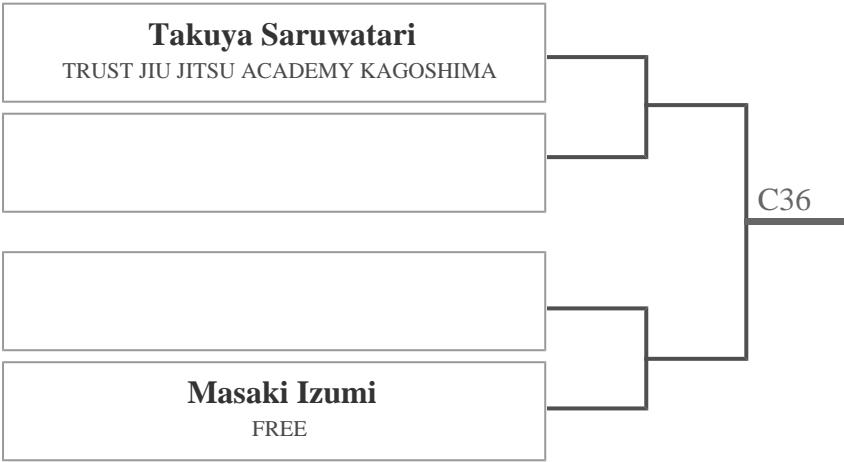 Takuya Saruwatari
TRUST JIU JITSU ACADEMY KAGOSHIMA
C36
Masaki Izumi
FREE